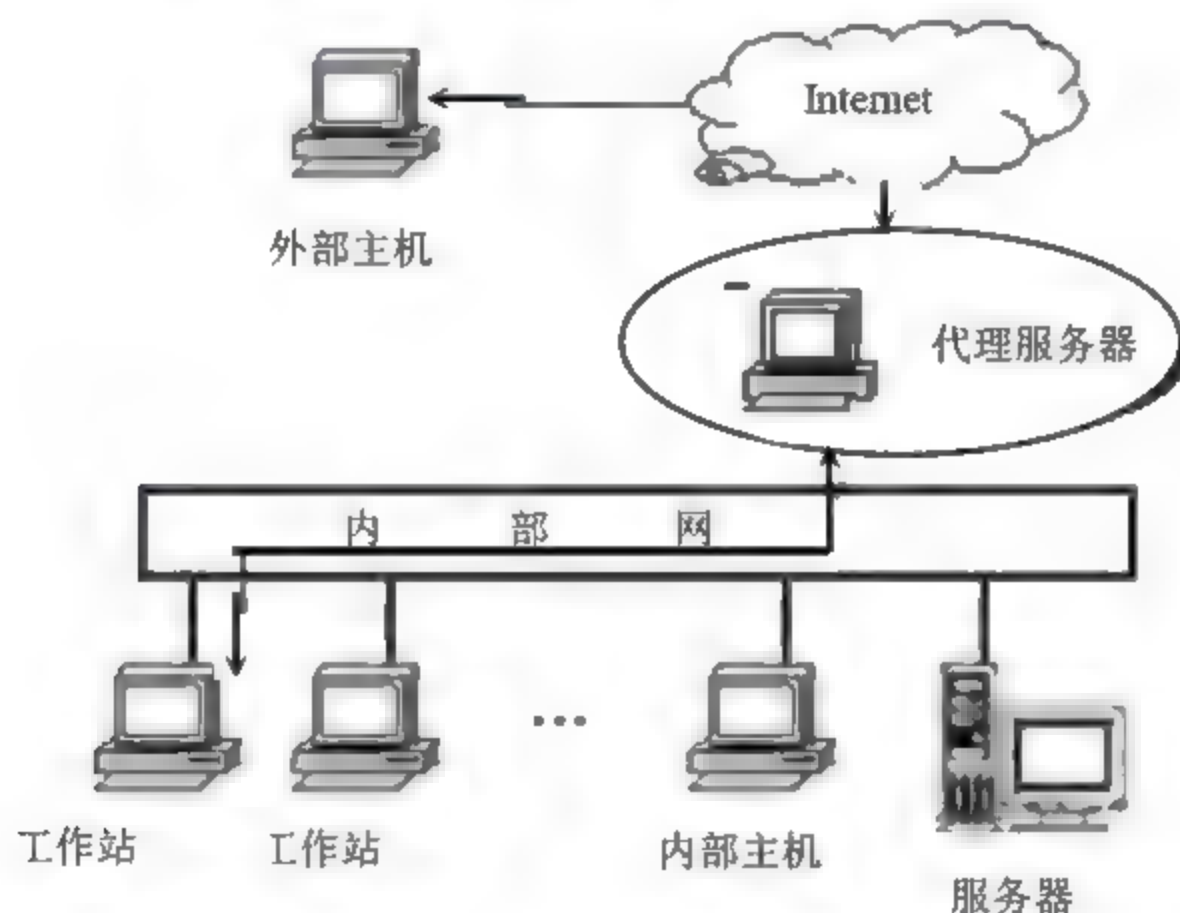 Internet
外部主机
代理服务器
内 部 网
...
工作站
工作站
内部主机
服务器